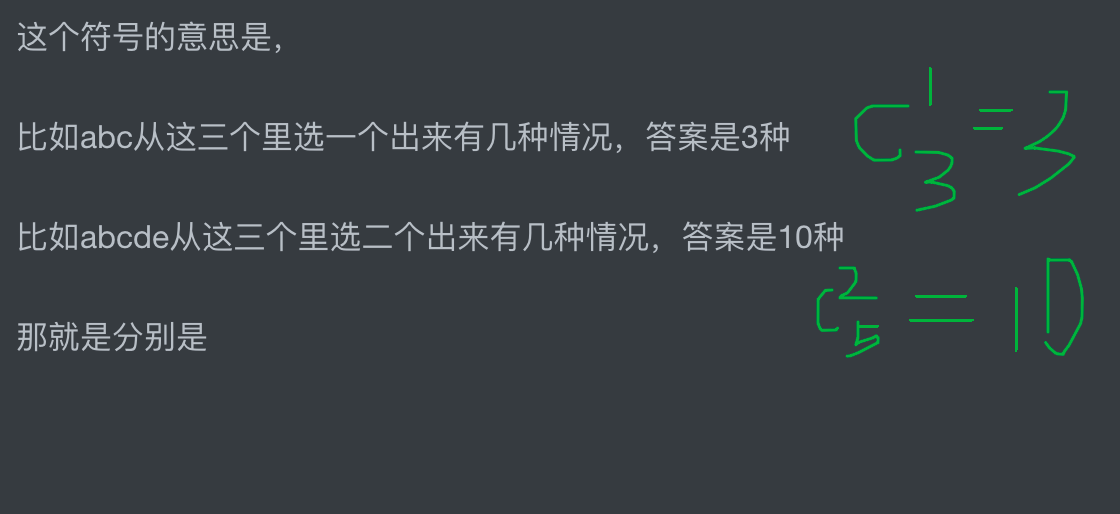 这个符号的意思是，
比如abc从这三个里选一个出来有几种情况，答案是3种
C₃¹=3
比如abcde从这三个里选二个出来有几种情况，答案是10种
C₅²=10
那就是分别是